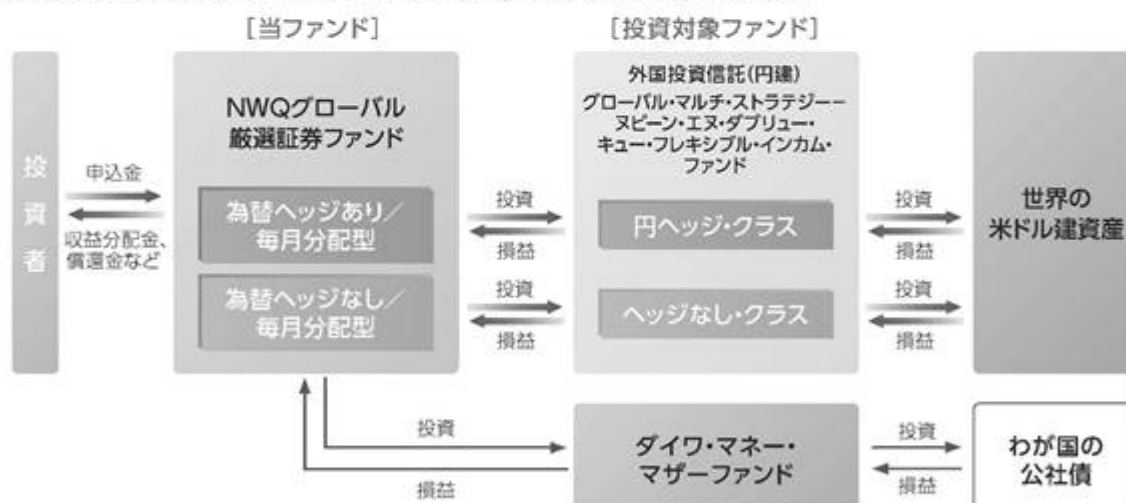 [当ファンド]
[投資対象ファンド]
投資者
申込金
収益分配金、
償還金など
NWQグローバル
厳選証券ファンド
為替ヘッジあり／
毎月分配型
為替ヘッジなし／
毎月分配型
投資
損益
投資
損益
外国投資信託(円建)
グローバル・マルチ・ストラテジー－
ヌビーン・エヌ・ダブリュー・
キュー・フレキシブル・インカム・
ファンド
円ヘッジ・クラス
ヘッジなし・クラス
投資
損益
投資
損益
世界の
米ドル建資産
投資
損益
ダイワ・マネー・
マザーファンド
投資
損益
わが国の
公社債